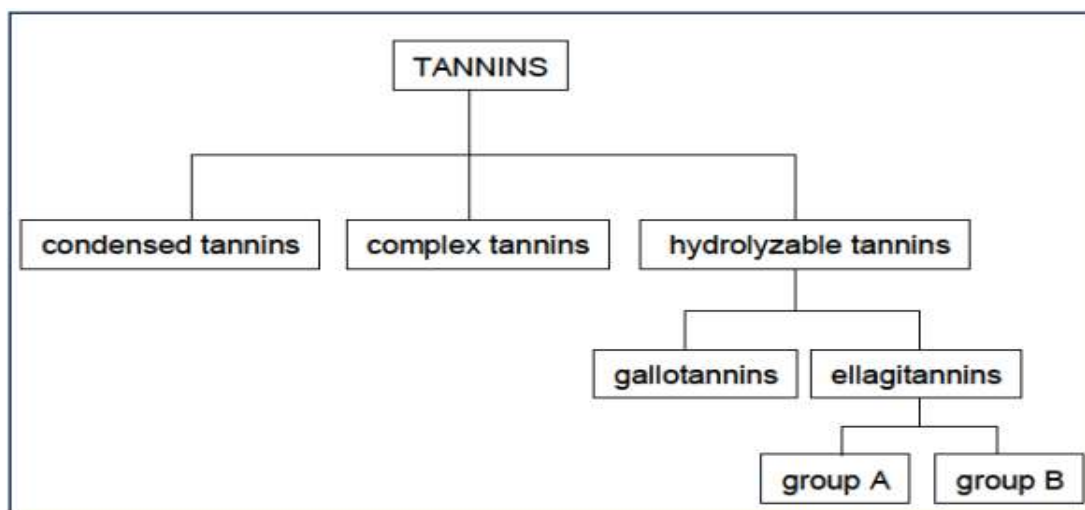 TANNINS
condensed tannins
complex tannins
hydrolyzable tannins
gallotannins
ellagitannins
group A
group B